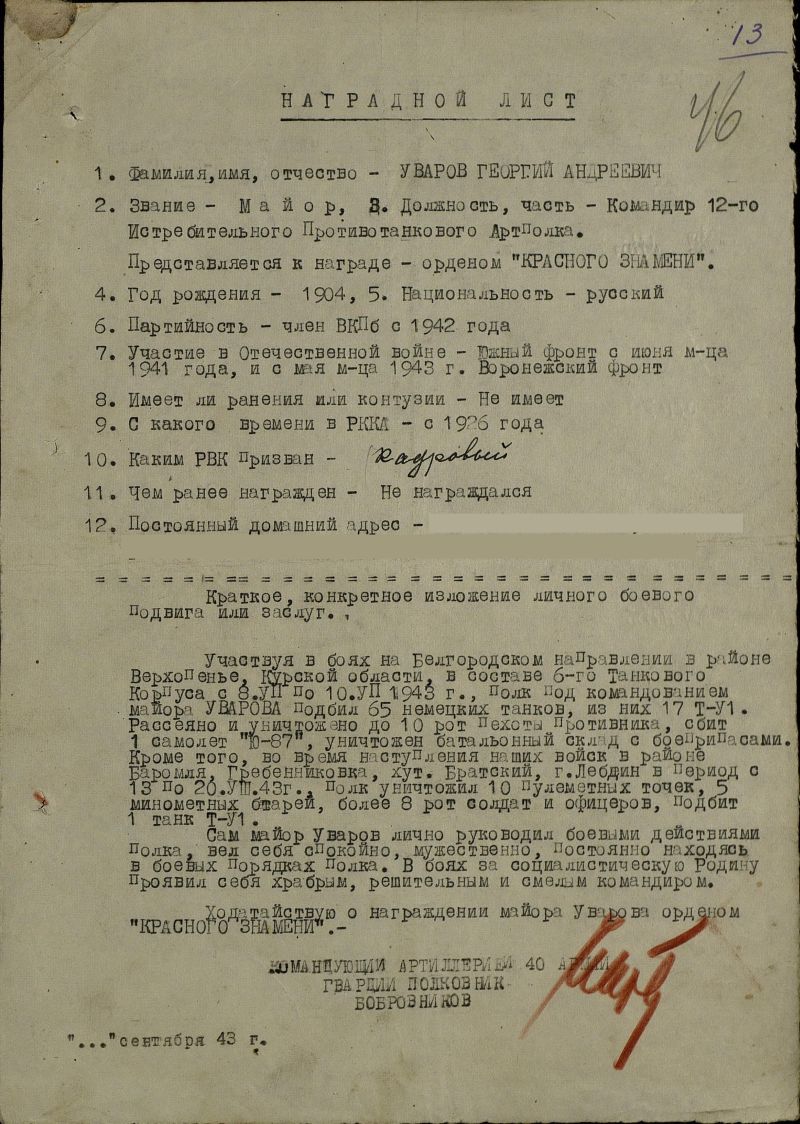 13
46
НАГРАДНОЙ ЛИСТ
1. Фамилия, имя, отчество - УВАРОВ ГЕОРГИЙ АНДРЕЕВИЧ
2. Звание - Майор, 3. Должность, часть - Командир 12-го
Истребительного Противотанкового АртПолка.
Представляется к награде - орденом "КРАСНОГО ЗНАМЕНИ".
4. Год рождения - 1904, 5. Национальность - русский
6. Партийность - член ВКПб с 1942 года
7. Участие в Отечественной войне - Южный фронт с июня м-ца
1941 года, и с мая м-ца 1943 г. Воронежский фронт
8. Имеет ли ранения или контузии - Не имеет
9. С какого времени в РККА - с 1926 года
10. Каким РВК Призван - Кадровый
11. Чем ранее награжден - Не награждался
12. Постоянный домашний адрес -
Краткое, конкретное изложение личного боевого
Подвига или заслуг.
Участвуя в боях на Белгородском направлении в районе
Верхопенье, Курской области, в составе 6-го Танкового
Корпуса с 8.УП По 10.УП 1943 г., Полк Под командованием
майора УВАРОВА Подбил 65 немецких танков, из них 17 Т-У1.
Рассеяно и уничтожено до 10 рот Пехоты Противника, сбит
1 самолет "Ю-87", уничтожен батальонный склад с боеприпасами.
Кроме того, во время наступления наших войск в районе
Баромля, Гребенниковка, хут. Братский, г.Лебдин в Период с
13 По 20.УШ.43г., Полк уничтожил 10 Пулеметных точек, 5
минометных бтарей, более 8 рот солдат и офицеров, Подбит
1 танк Т-У1.
Сам майор Уваров лично руководил боевыми действиями
Полка, вел себя спокойно, мужественно, Постоянно находясь
в боевых Порядках Полка. В боях за социалистическую Родину
Проявил себя храбрым, решительным и смелым командиром.
Ходатайствую о награждении майора Уварова орденом
"КРАСНОГО ЗНАМЕНИ".-
КОМАНДУЮЩИЙ АРТИЛЛЕРИЕЙ 40 АРМИИ
ГВАРДИИ ПОЛКОВНИК-
БОБРОВНИКОВ
"..."сентября 43 г.